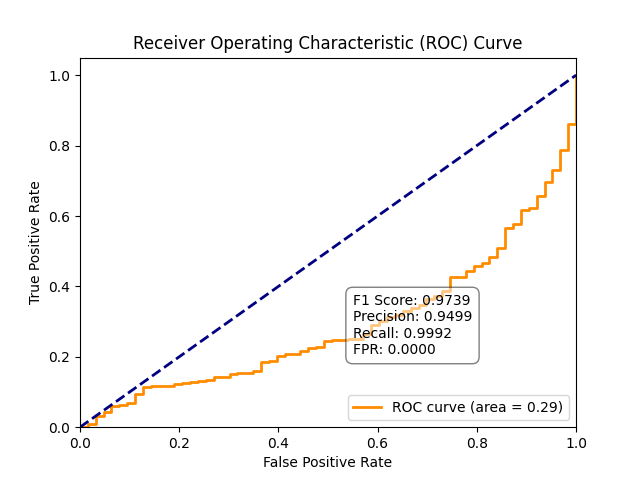 Receiver Operating Characteristic (ROC) Curve
1.0
0.8
0.6
0.4
0.2
0.0
True Positive Rate
F1 Score: 0.9739
Precision: 0.9499
Recall: 0.9992
FPR: 0.0000
ROC curve (area = 0.29)
0.0 0.2 0.4 0.6 0.8 1.0
False Positive Rate